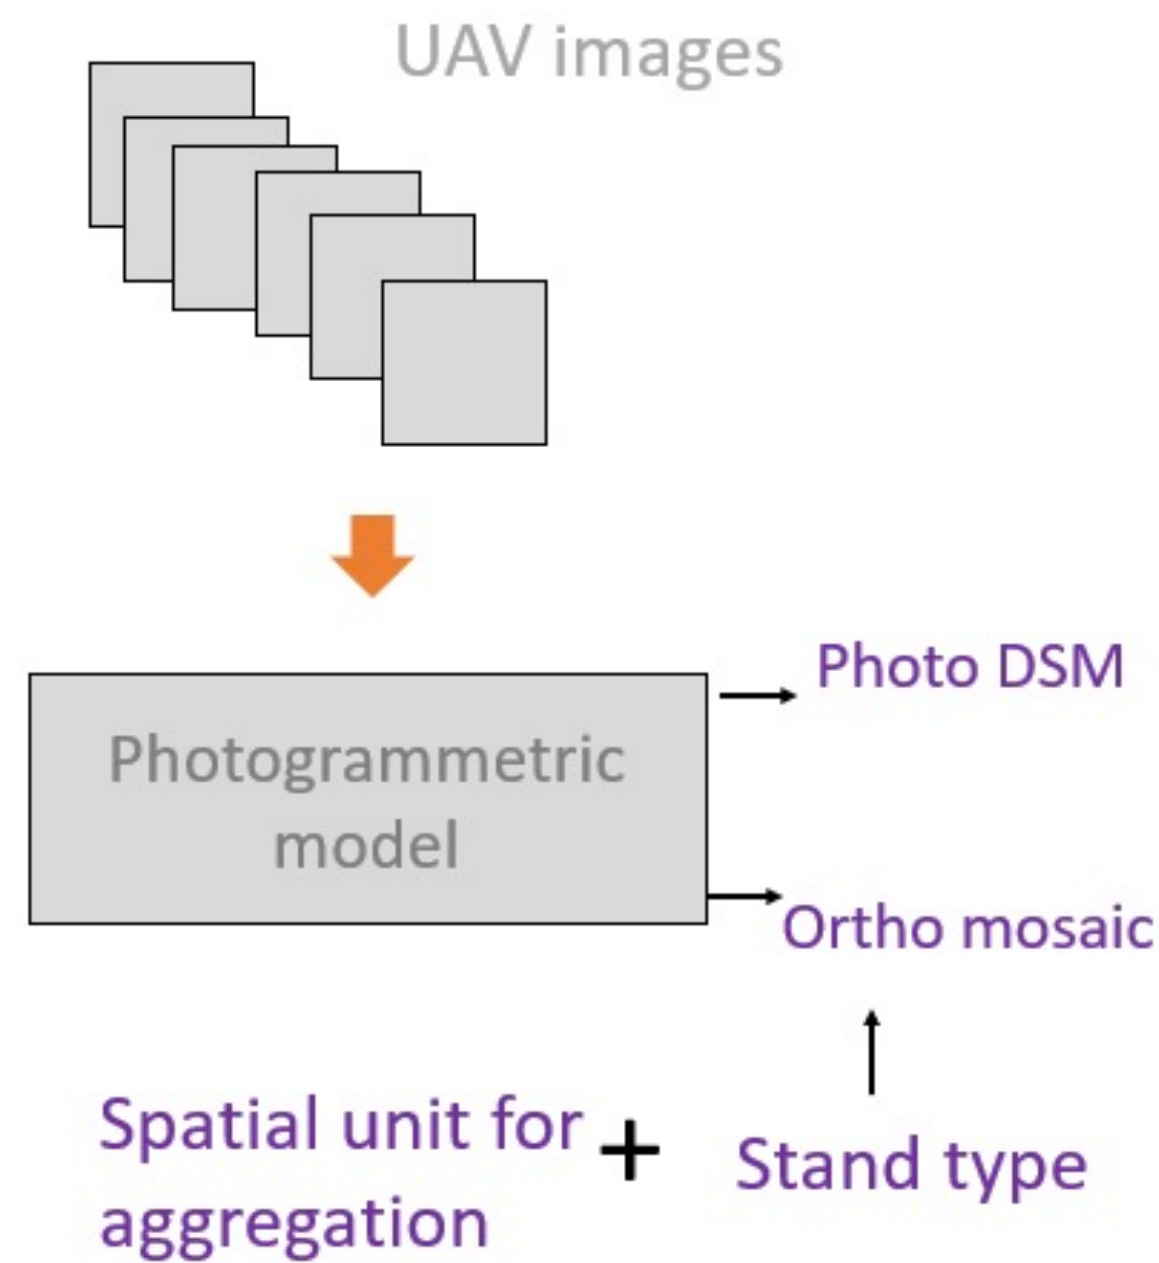 UAV images
Photo DSM
Photogrammetric
model
Ortho mosaic
Spatial unit for
aggregation
+
Stand type